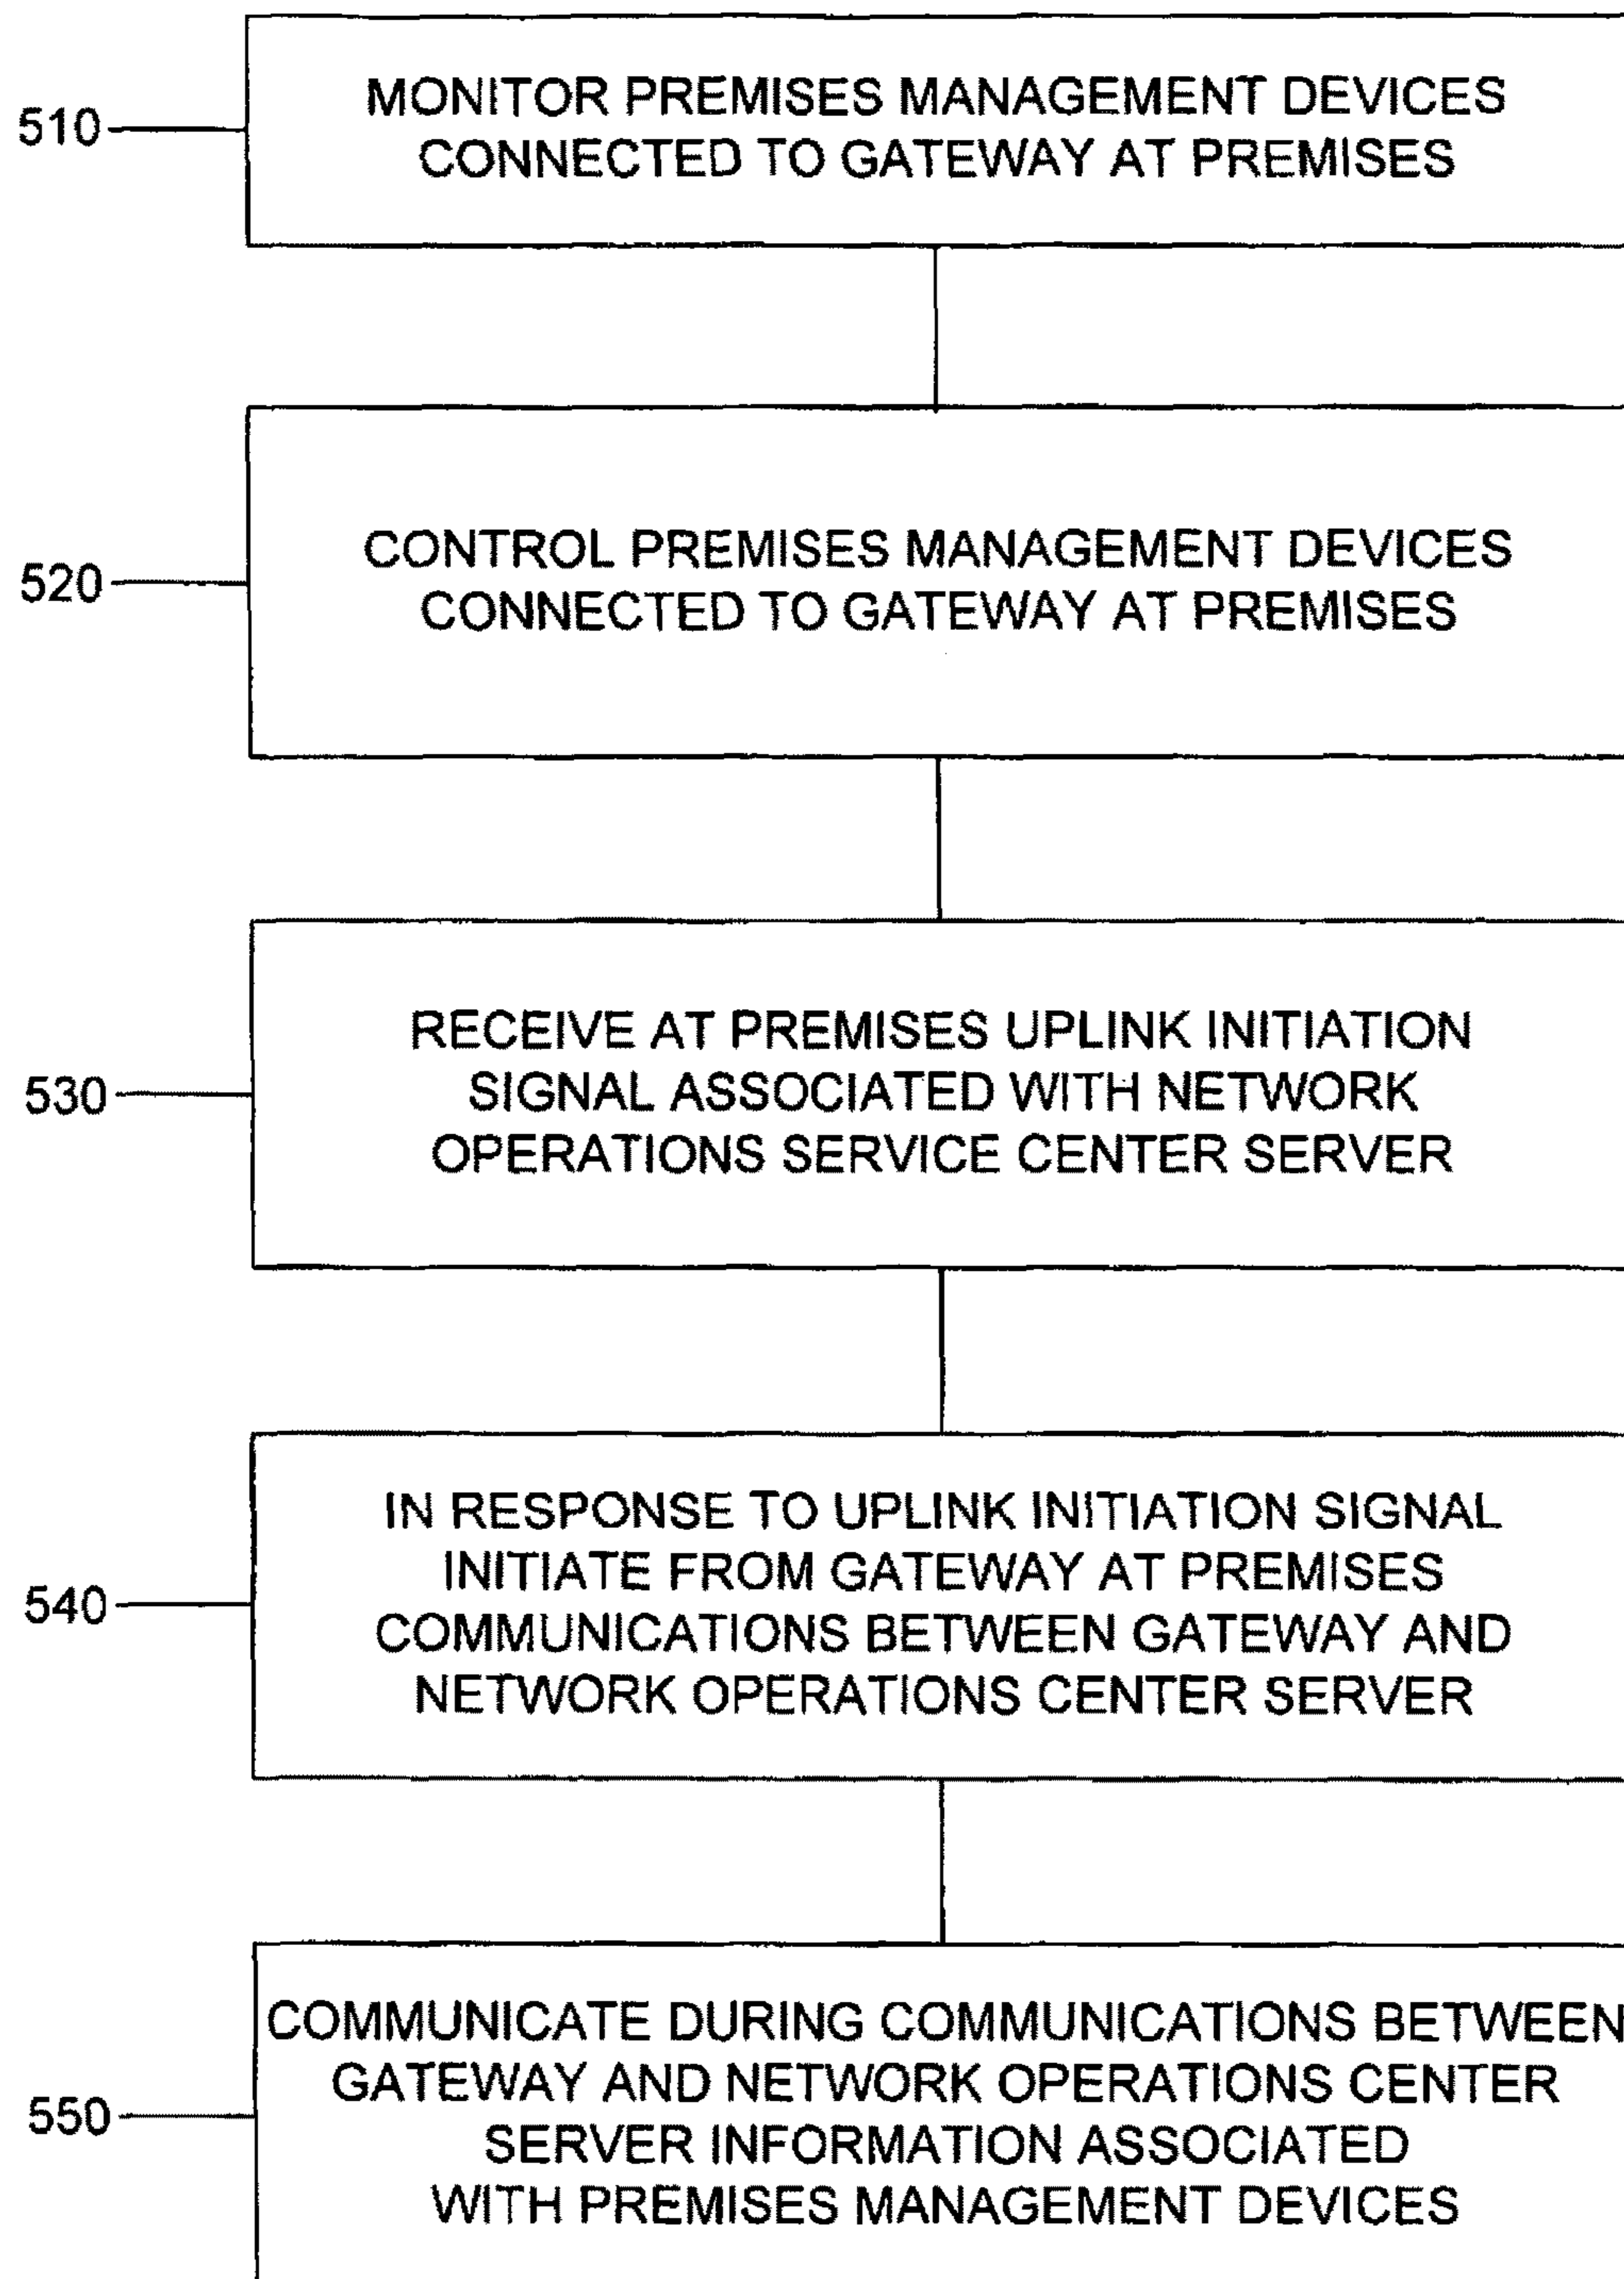 510
MONITOR PREMISES MANAGEMENT DEVICES
CONNECTED TO GATEWAY AT PREMISES
520
CONTROL PREMISES MANAGEMENT DEVICES
CONNECTED TO GATEWAY AT PREMISES
530
RECEIVE AT PREMISES UPLINK INITIATION
SIGNAL ASSOCIATED WITH NETWORK
OPERATIONS SERVICE CENTER SERVER
540
IN RESPONSE TO UPLINK INITIATION SIGNAL
INITIATE FROM GATEWAY AT PREMISES
COMMUNICATIONS BETWEEN GATEWAY AND
NETWORK OPERATIONS CENTER SERVER
550
COMMUNICATE DURING COMMUNICATIONS BETWEEN
GATEWAY AND NETWORK OPERATIONS CENTER
SERVER INFORMATION ASSOCIATED
WITH PREMISES MANAGEMENT DEVICES